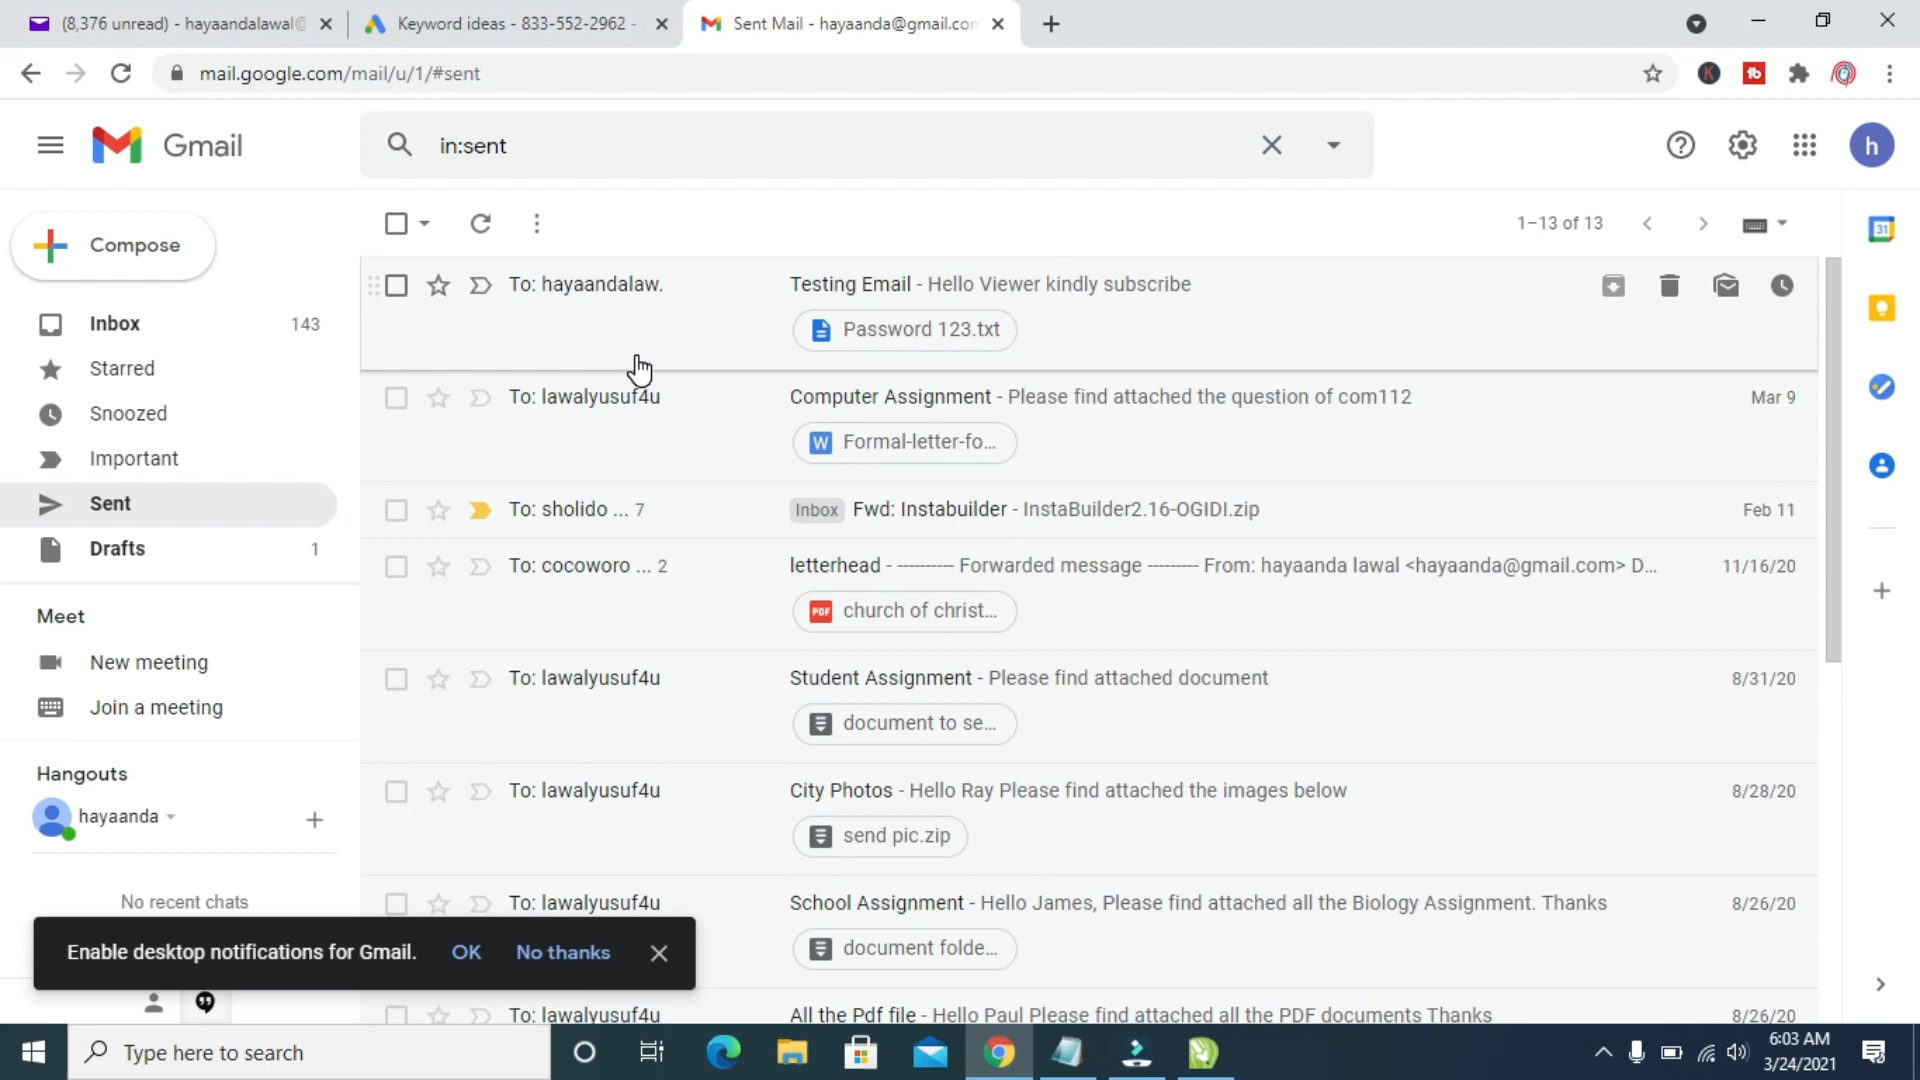 (8,376 unread) - hayaandalawal@
Keyword ideas - 833-552-2962 -
Sent Mail - hayaanda@gmail.com
mail.google.com/mail/u/1/#sent
Gmail
in:sent
h
Compose
1–13 of 13
31
To: hayaandalaw.
Testing Email - Hello Viewer kindly subscribe
Password 123.txt
Inbox 143
Starred
Snoozed
Important
Sent
Drafts 1
To: lawalyusuf4u
Computer Assignment - Please find attached the question of com112
Mar 9
W Formal-letter-fo...
To: sholido ... 7
Inbox Fwd: Instabuilder - InstaBuilder2.16-OGIDI.zip
Feb 11
To: cocoworo ... 2
letterhead - ---------- Forwarded message --------- From: hayaanda lawal <hayaanda@gmail.com> D...
11/16/20
PDF church of christ...
Meet
New meeting
Join a meeting
To: lawalyusuf4u
Student Assignment - Please find attached document
8/31/20
document to se...
Hangouts
hayaanda
No recent chats
To: lawalyusuf4u
City Photos - Hello Ray Please find attached the images below
8/28/20
send pic.zip
To: lawalyusuf4u
School Assignment - Hello James, Please find attached all the Biology Assignment. Thanks
8/26/20
document folde...
Enable desktop notifications for Gmail. OK No thanks
To: lawalyusuf4u
All the Pdf file - Hello Paul Please find attached all the PDF documents Thanks
8/26/20
Type here to search
6:03 AM
3/24/2021